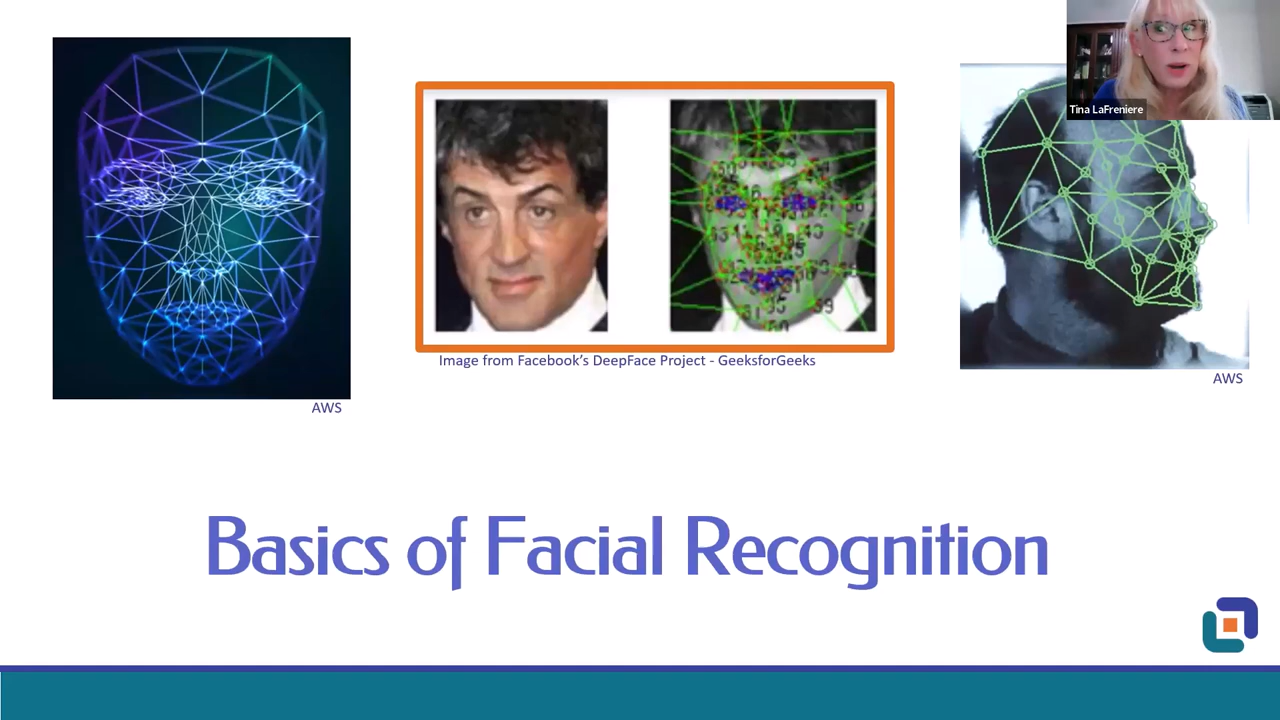 Tina LaFreniere
Image from Facebook's DeepFace Project - GeeksforGeeks
AWS
AWS
Basics of Facial Recognition